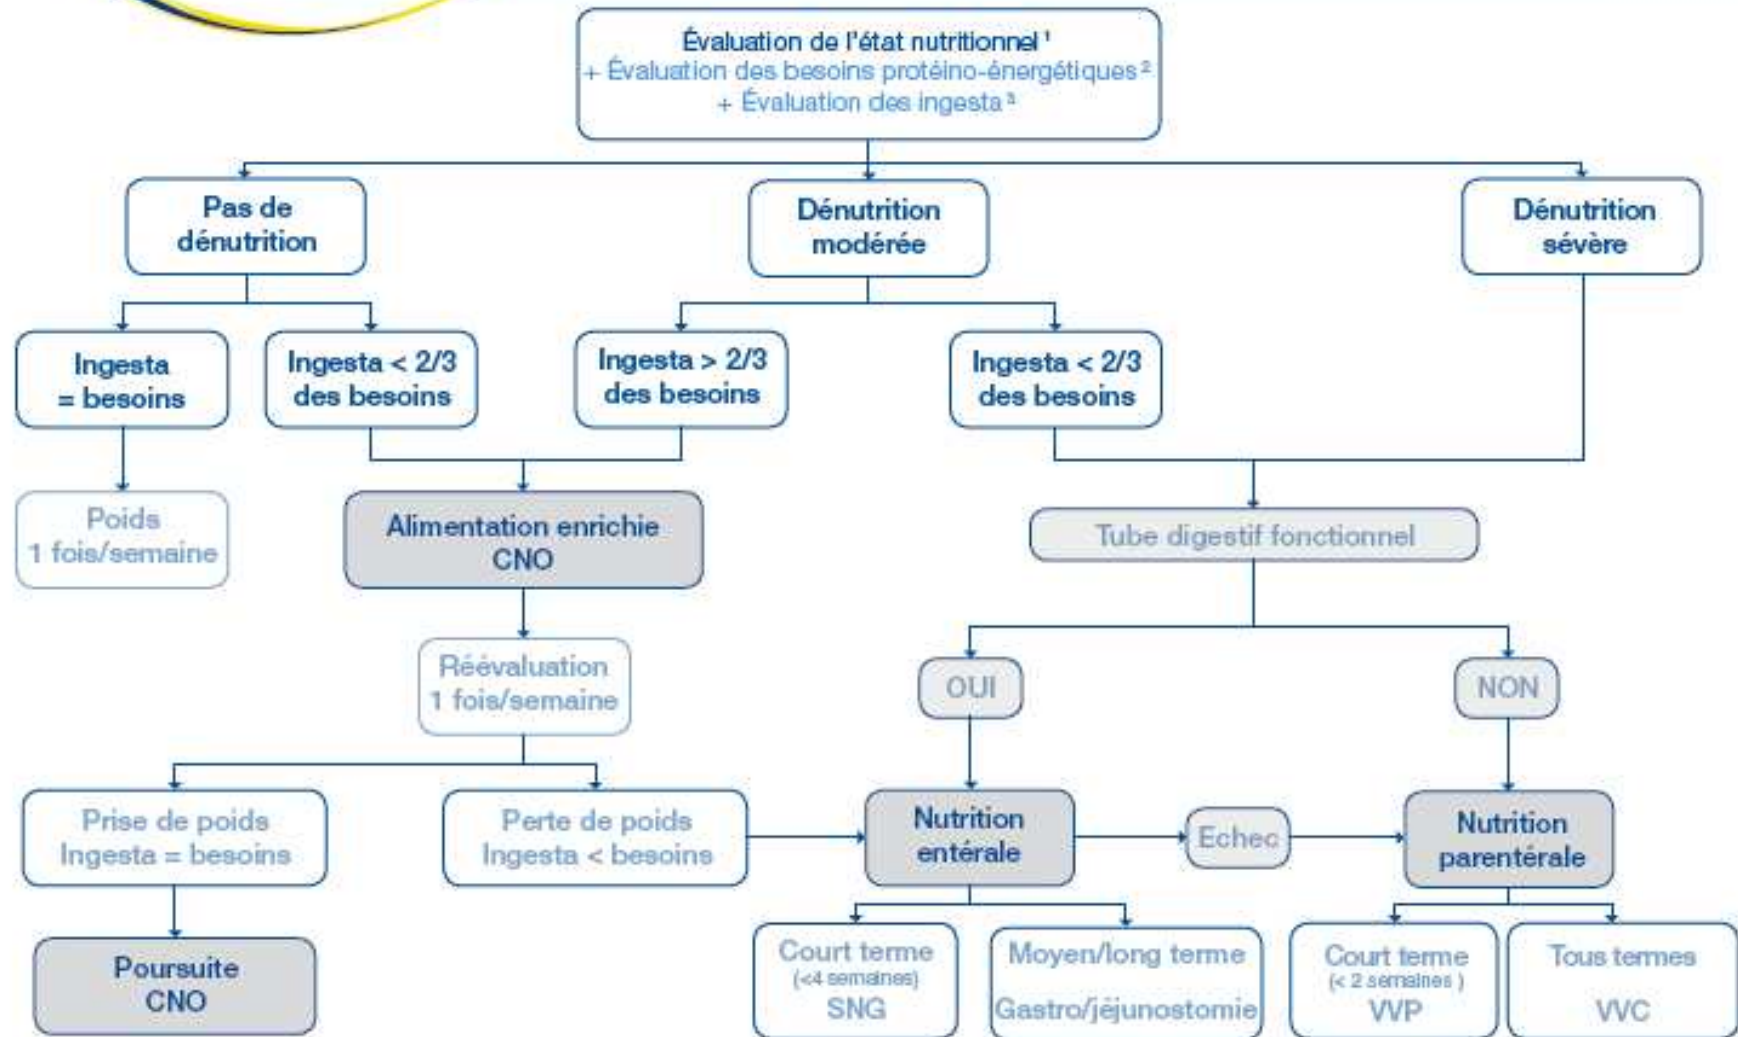 Évaluation de l'état nutritionnel ¹
+ Évaluation des besoins protéino-énergétiques ²
+ Évaluation des ingesta ³
Pas de
dénutrition
Dénutrition
modérée
Dénutrition
sévère
Ingesta
= besoins
Ingesta < 2/3
des besoins
Ingesta > 2/3
des besoins
Ingesta < 2/3
des besoins
Poids
1 fois/semaine
Alimentation enrichie
CNO
Tube digestif fonctionnel
Réévaluation
1 fois/semaine
OUI
NON
Prise de poids
Ingesta = besoins
Perte de poids
Ingesta < besoins
Nutrition
entérale
Echec
Nutrition
parentérale
Poursuite
CNO
Court terme
(<4 semaines)
SNG
Moyen/long terme
Gastro/jéjunostomie
Court terme
(< 2 semaines )
VVP
Tous termes
VVC